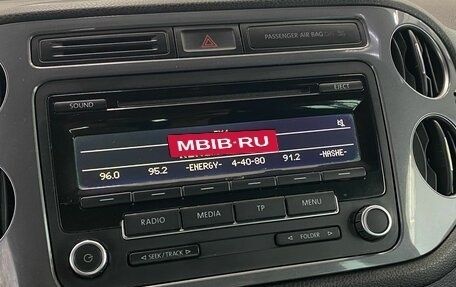 PASSENGER AIR BAG
SOUND
EJECT
MBIB.RU
96.0 95.2 -ENERGY- 4-40-80 91.2 -NASHE-
RADIO MEDIA TP MENU
◁ SEEK / TRACK ▷
◁ FOLDER ▷